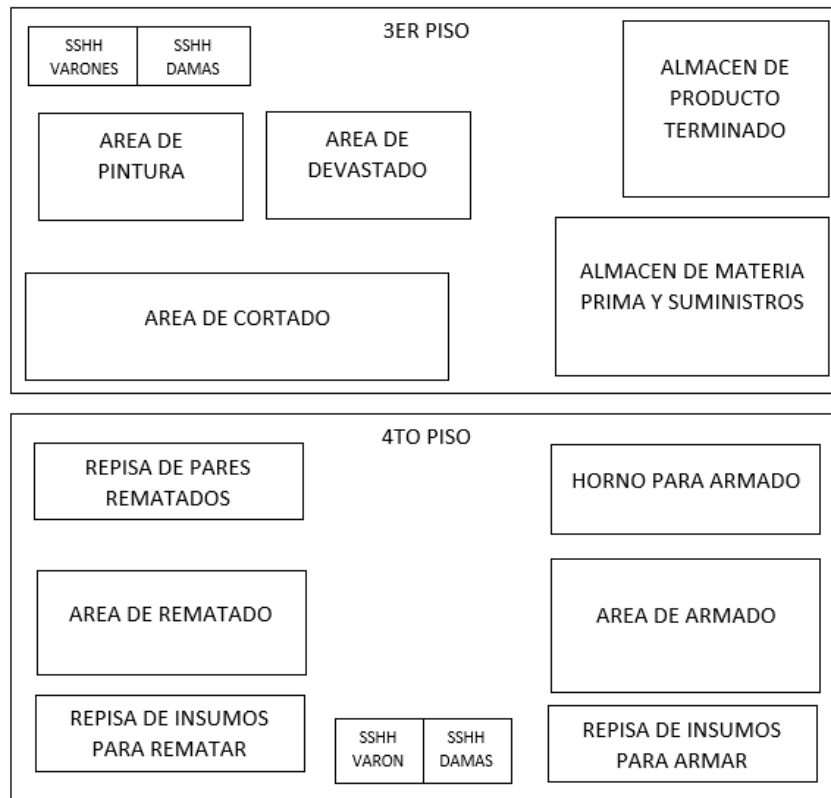 3ER PISO
SSHH
VARONES
SSHH
DAMAS
ALMACEN DE
PRODUCTO
TERMINADO
AREA DE
PINTURA
AREA DE
DEVASTADO
ALMACEN DE MATERIA
PRIMA Y SUMINISTROS
AREA DE CORTADO
4TO PISO
REPISA DE PARES
REMATADOS
HORNO PARA ARMADO
AREA DE REMATADO
AREA DE ARMADO
REPISA DE INSUMOS
PARA REMATAR
SSHH
VARON
SSHH
DAMAS
REPISA DE INSUMOS
PARA ARMAR